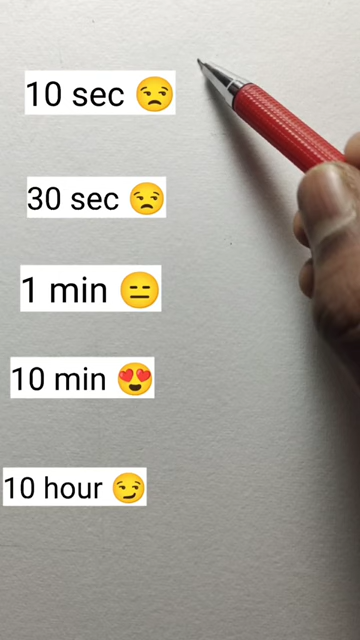 10 sec 😒
30 sec 😒
1 min 😑
10 min 😍
10 hour 😏